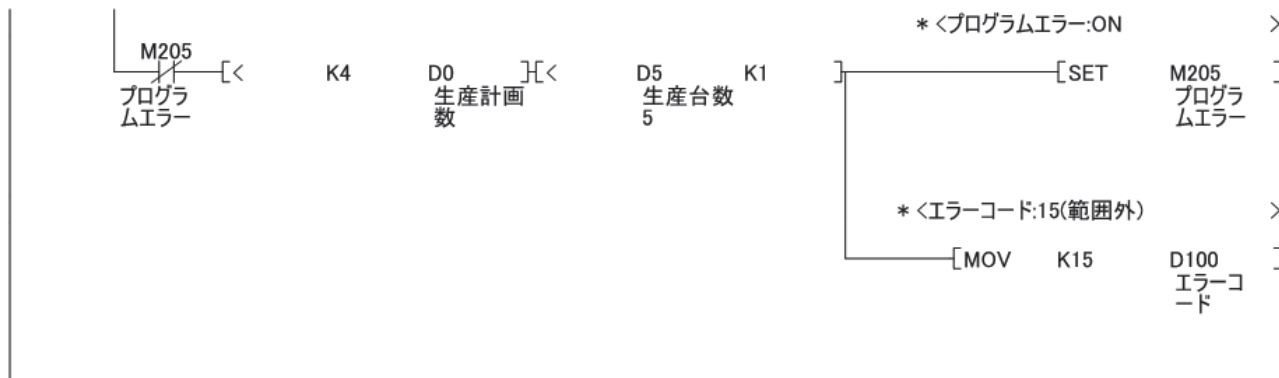 *<プログラムエラー:ON >
M205
[< K4 D0 ][< D5 K1 ] [SET M205 ]
プログラ
ムエラー
生産計画
数
生産台数
5
プログラ
ムエラー
*<エラーコード:15(範囲外) >
[MOV K15 D100 ]
エラーコ
ード